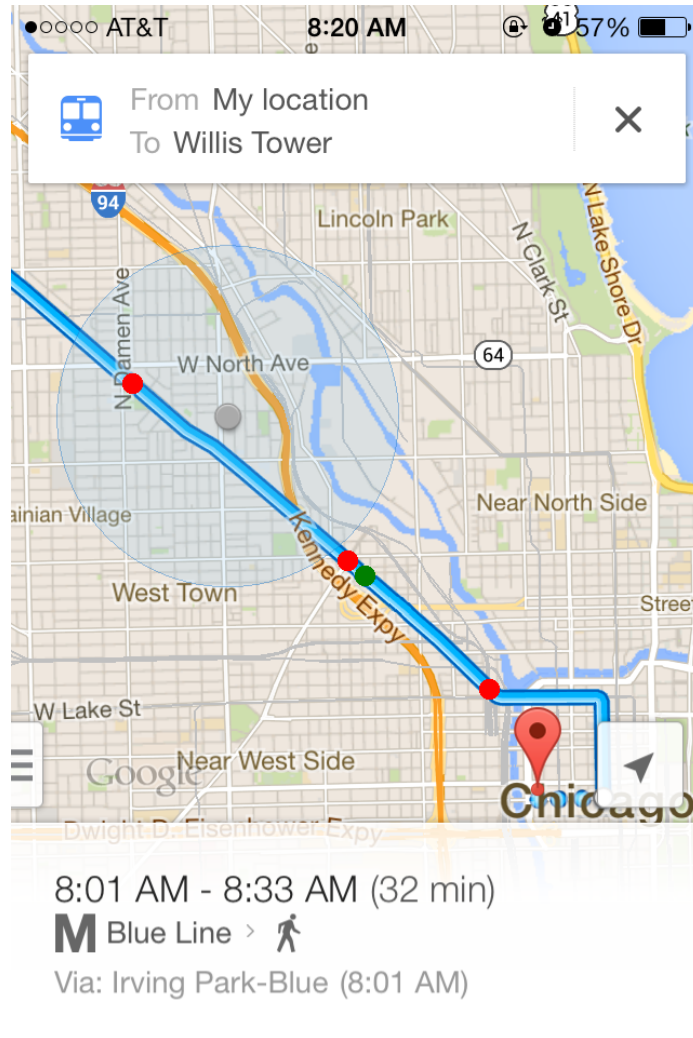 AT&T 8:20 AM 57%
41
From My location
To Willis Tower
94
Lincoln Park
N Clark St
N Lake Shore Dr
N Damen Ave
W North Ave
64
ainian Village
Near North Side
Kennedy Expy
West Town
Street
W Lake St
Near West Side
Google
Chicago
Dwight D. Eisenhower Expy
8:01 AM - 8:33 AM (32 min)
M Blue Line >
Via: Irving Park-Blue (8:01 AM)